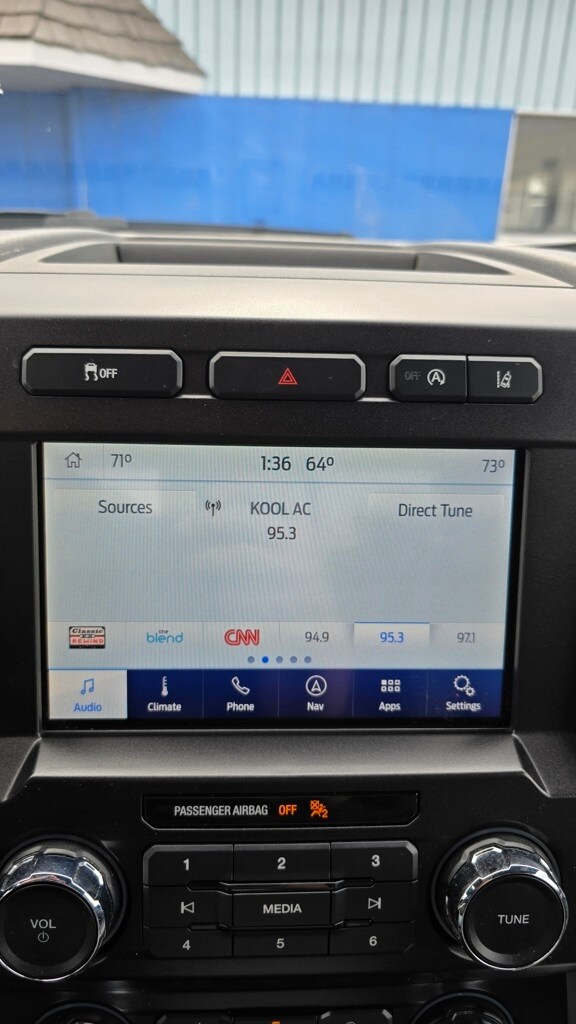 OFF
OFF A
71° 1:36 64° 73°
Sources KOOL AC Direct Tune
95.3
Classic REWIND the blend CNN 94.9 95.3 97.1
Audio Climate Phone Nav Apps Settings
PASSENGER AIRBAG OFF 2
1 2 3
VOL MEDIA TUNE
4 5 6